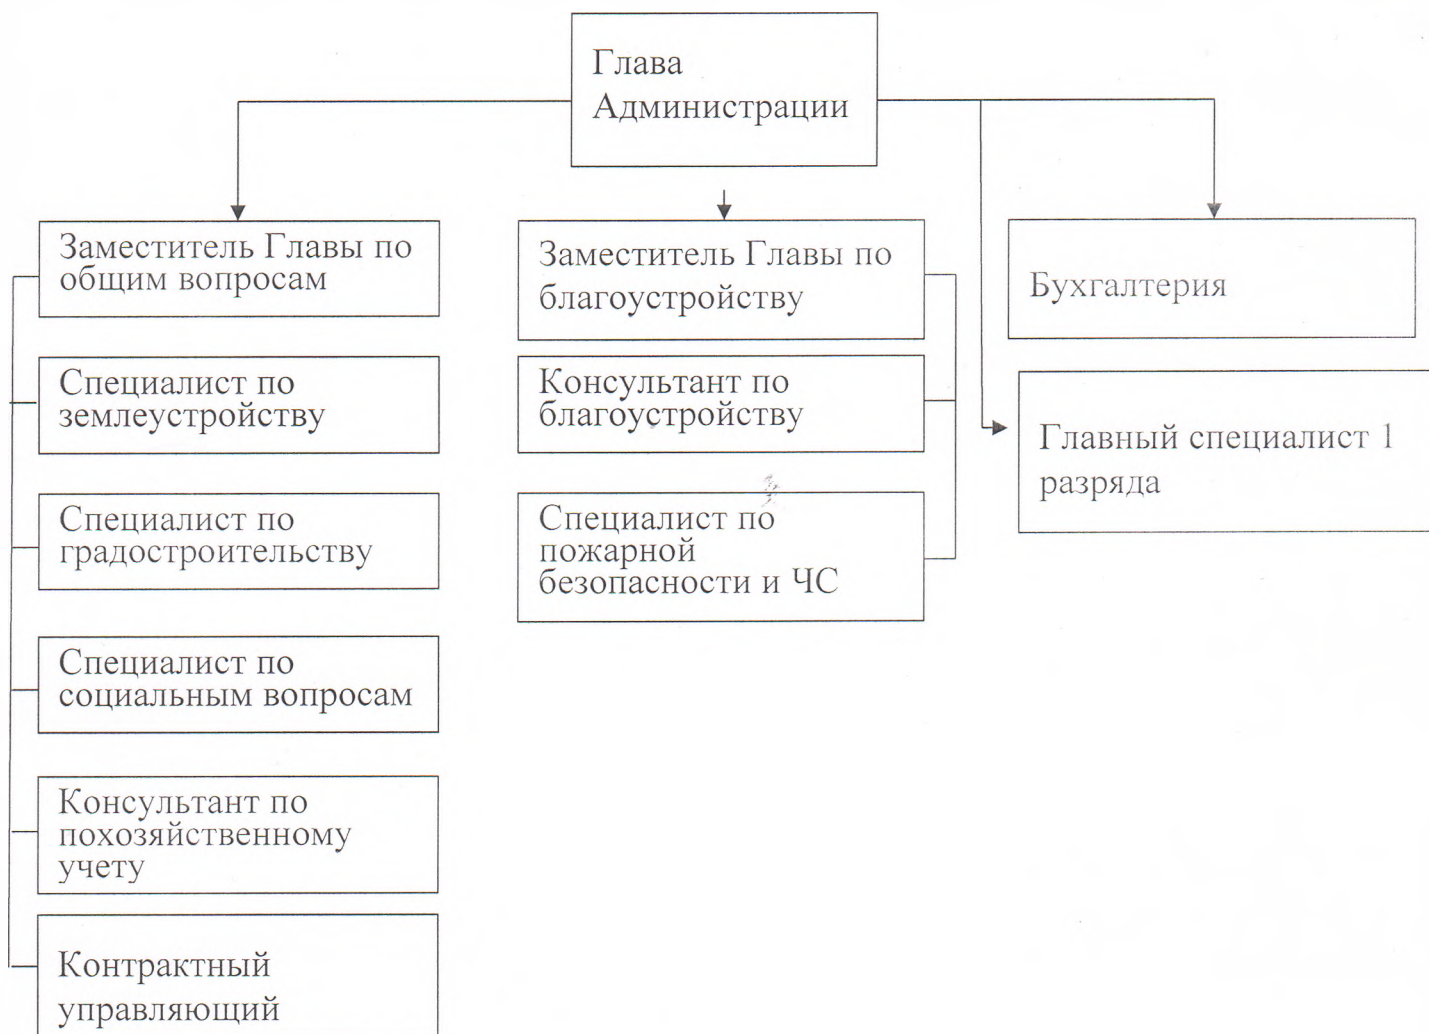 Глава
Администрации
Заместитель Главы по
общим вопросам
Специалист по
землеустройству
Специалист по
градостроительству
Специалист по
социальным вопросам
Консультант по
похозяйственному
учету
Контрактный
управляющий
Заместитель Главы по
благоустройству
Консультант по
благоустройству
Специалист по
пожарной
безопасности и ЧС
Бухгалтерия
Главный специалист 1
разряда